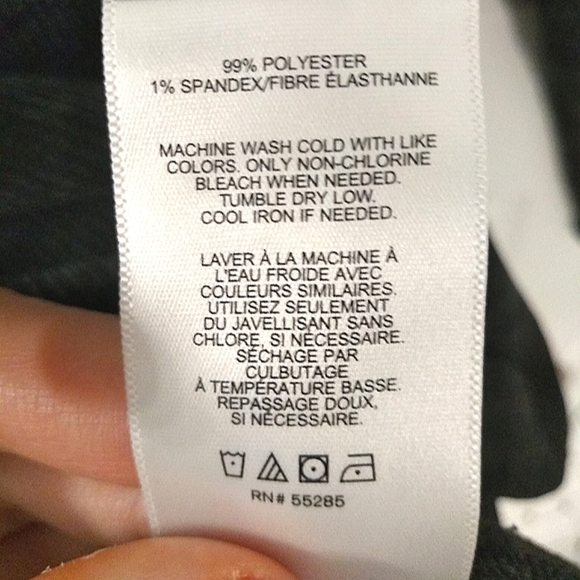 99% POLYESTER
1% SPANDEX/FIBRE ÉLASTHANNE
MACHINE WASH COLD WITH LIKE
COLORS. ONLY NON-CHLORINE
BLEACH WHEN NEEDED.
TUMBLE DRY LOW.
COOL IRON IF NEEDED.
LAVER À LA MACHINE À
L'EAU FROIDE AVEC
COULEURS SIMILAIRES.
UTILISEZ SEULEMENT
DU JAVELLISANT SANS
CHLORE, SI NÉCESSAIRE.
SÉCHAGE PAR
CULBUTAGE
À TEMPÉRATURE BASSE.
REPASSAGE DOUX,
SI NÉCESSAIRE.
RN# 55285